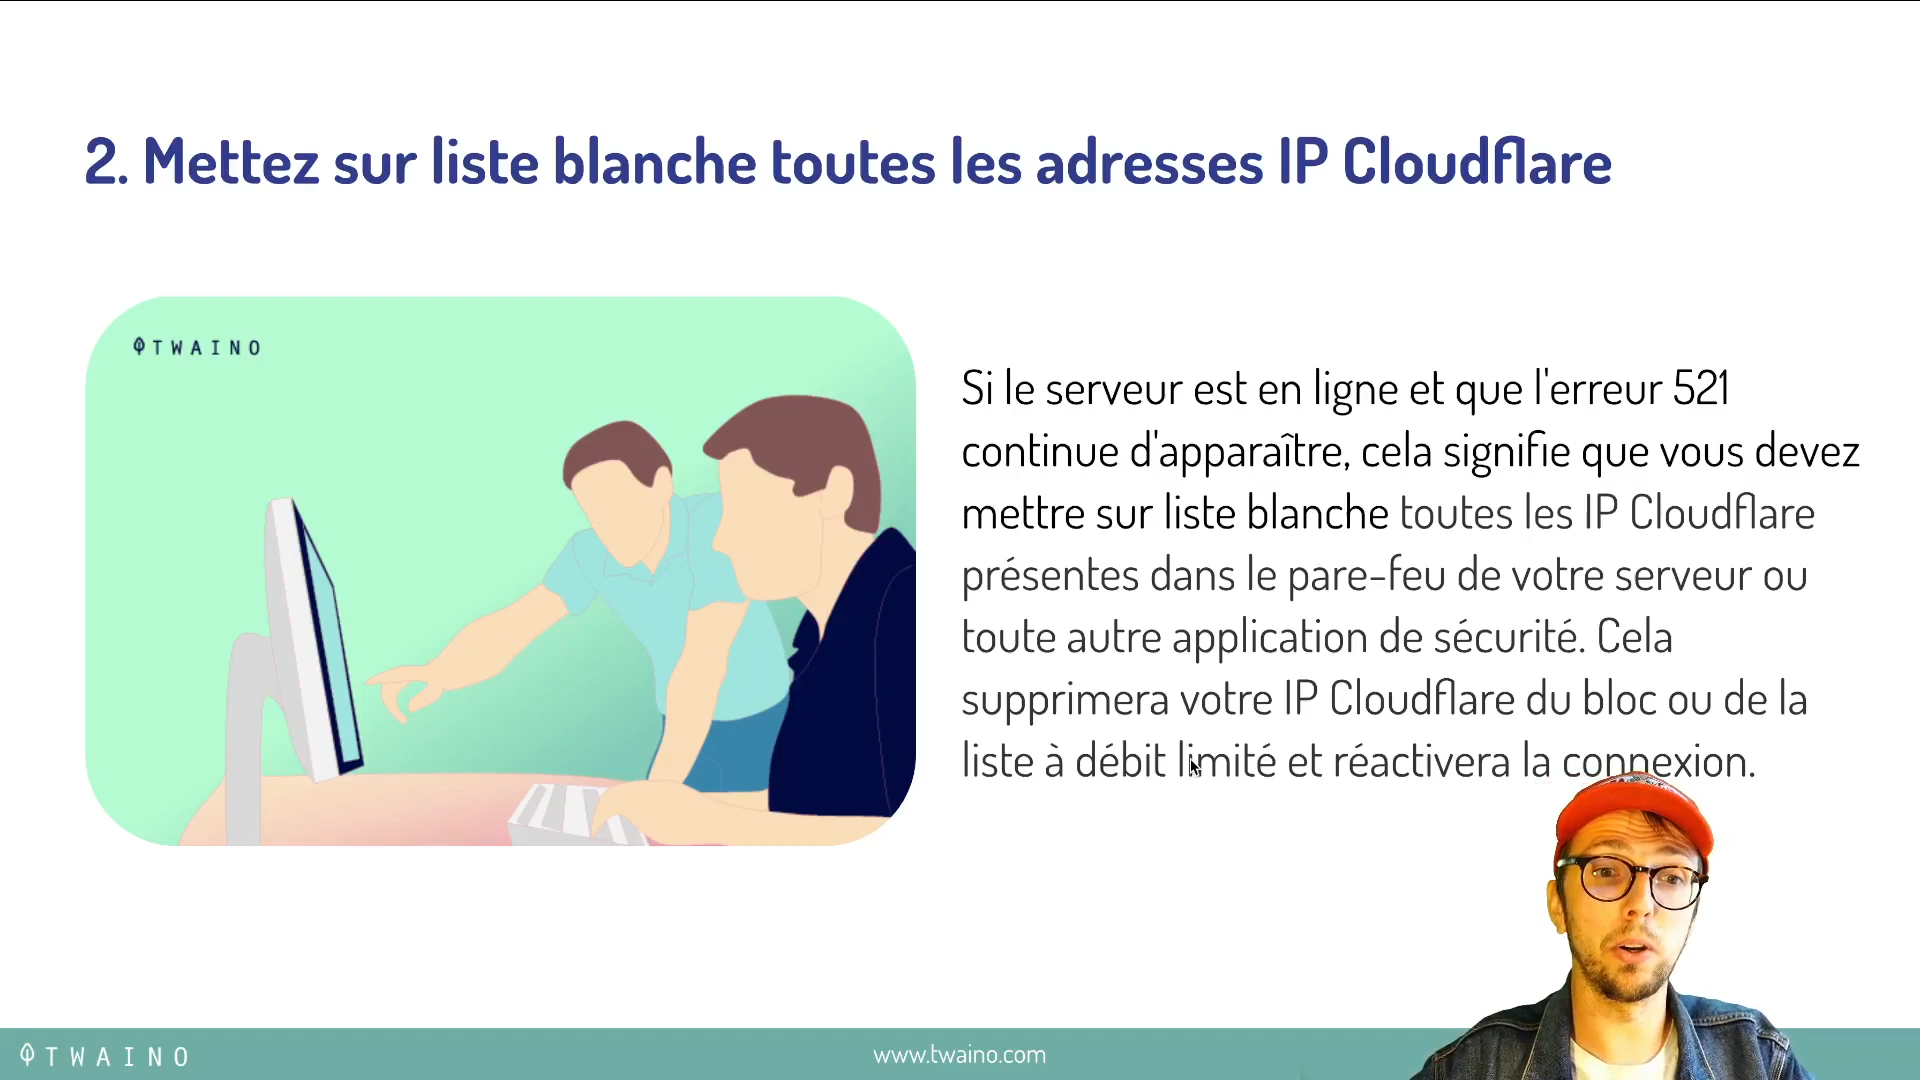 2. Mettez sur liste blanche toutes les adresses IP Cloudflare
TWAINO
Si le serveur est en ligne et que l'erreur 521
continue d'apparaître, cela signifie que vous devez
mettre sur liste blanche toutes les IP Cloudflare
présentes dans le pare-feu de votre serveur ou
toute autre application de sécurité. Cela
supprimera votre IP Cloudflare du bloc ou de la
liste à débit limité et réactivera la connexion.
TWAINO
www.twaino.com